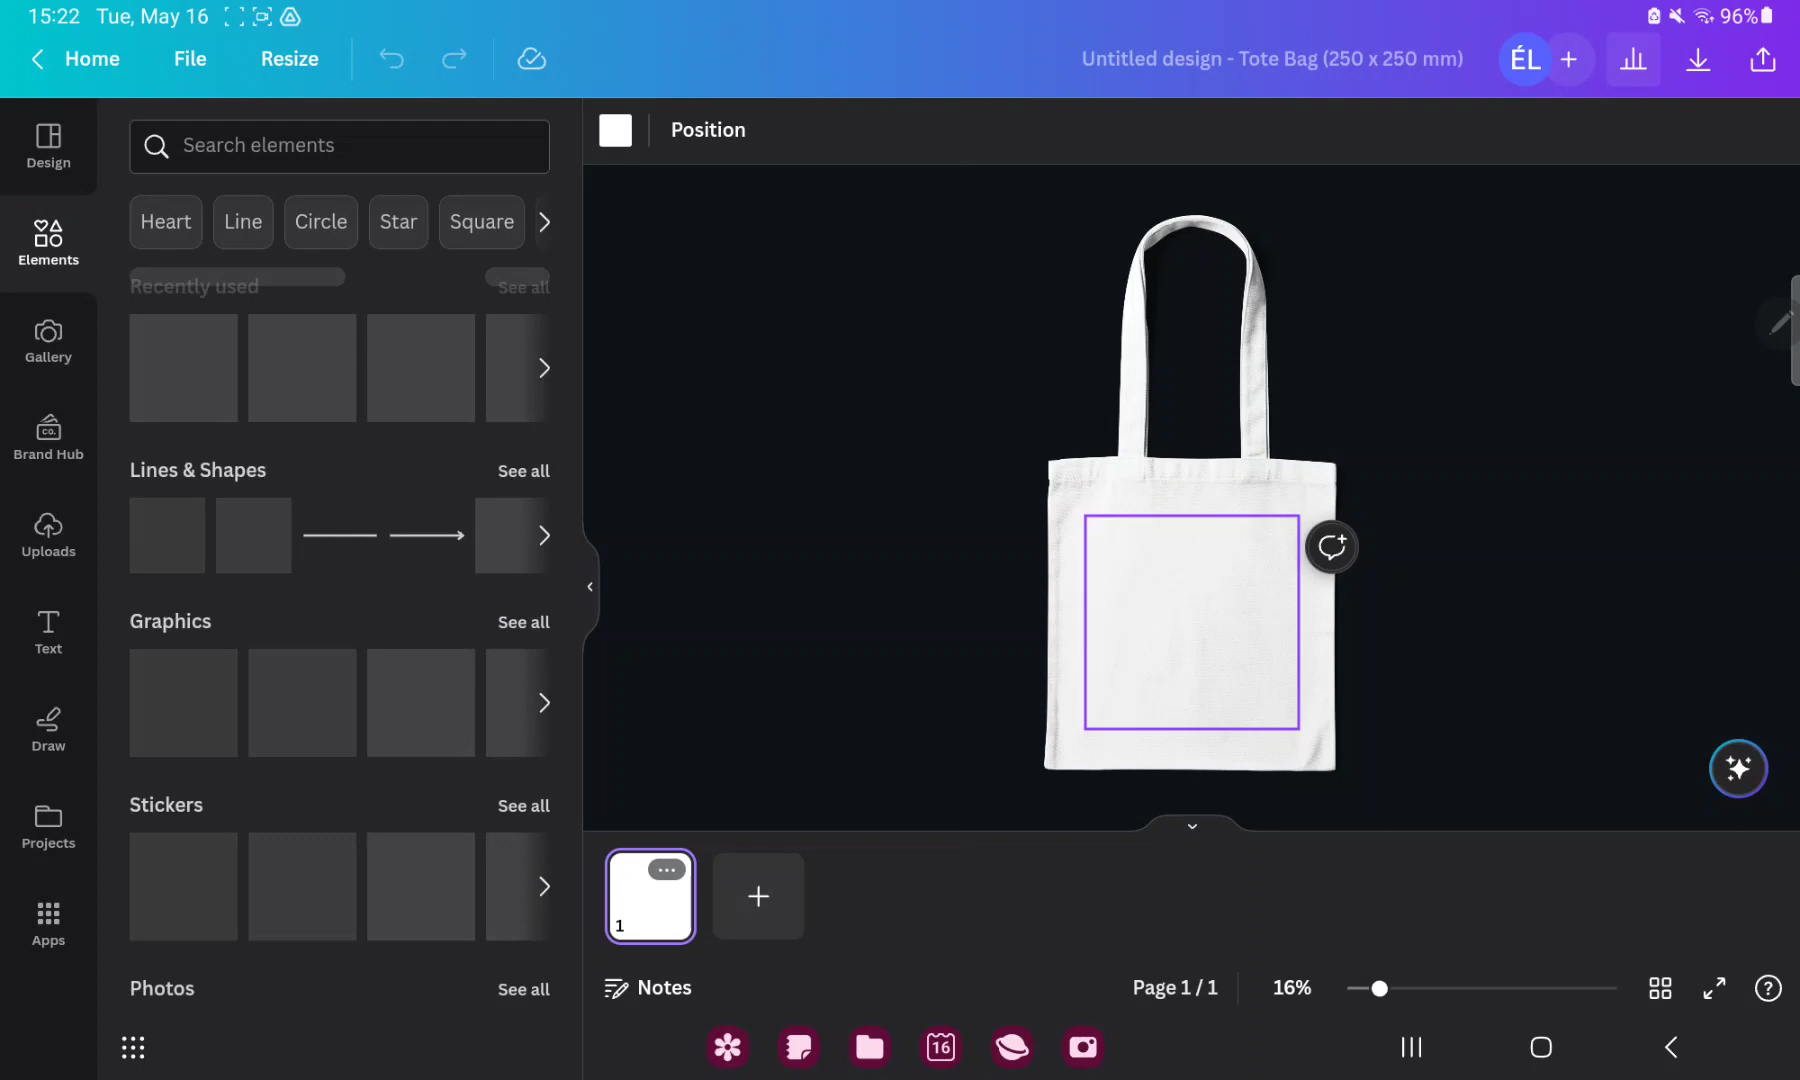 15:22 Tue, May 16
96%
Home
File
Resize
Untitled design - Tote Bag (250 x 250 mm)
ÉL
Design
Elements
Gallery
CO.
Brand Hub
Uploads
Text
Draw
Projects
Apps
Search elements
Heart
Line
Circle
Star
Square
Recently used
See all
Lines & Shapes
See all
Graphics
See all
Stickers
See all
Photos
See all
Position
1
Notes
Page 1 / 1
16%
16